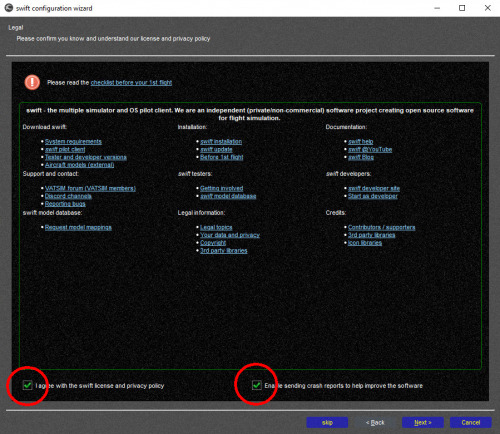 swift configuration wizard
Legal
Please confirm you know and understand our license and privacy policy
Please read the checklist before your 1st flight
swift - the multiple simulator and OS pilot client. We are an independent (private/non-commercial) software project creating open source software
for flight simulation.
Download swift:
• System requirements
• swift pilot client
• Tester and developer versions
• Aircraft models (external)
Installation:
• swift installation
• swift update
• Before 1st flight
Documentation:
• swift help
• swift @YouTube
• swift Blog
Support and contact:
• VATSIM forum (VATSIM members)
• Discord channels
• Reporting bugs
swift testers:
• Getting involved
• swift model database
swift developers:
• swift developer site
• Start as developer
swift model database:
• Request model mappings
Legal information:
• Legal topics
• Your data and privacy
• Copyright
• 3rd party libraries
Credits:
• Contributors / supporters
• 3rd party libraries
• Icon libraries
I agree with the swift license and privacy policy
Enable sending crash reports to help improve the software
skip
< Back
Next >
Cancel